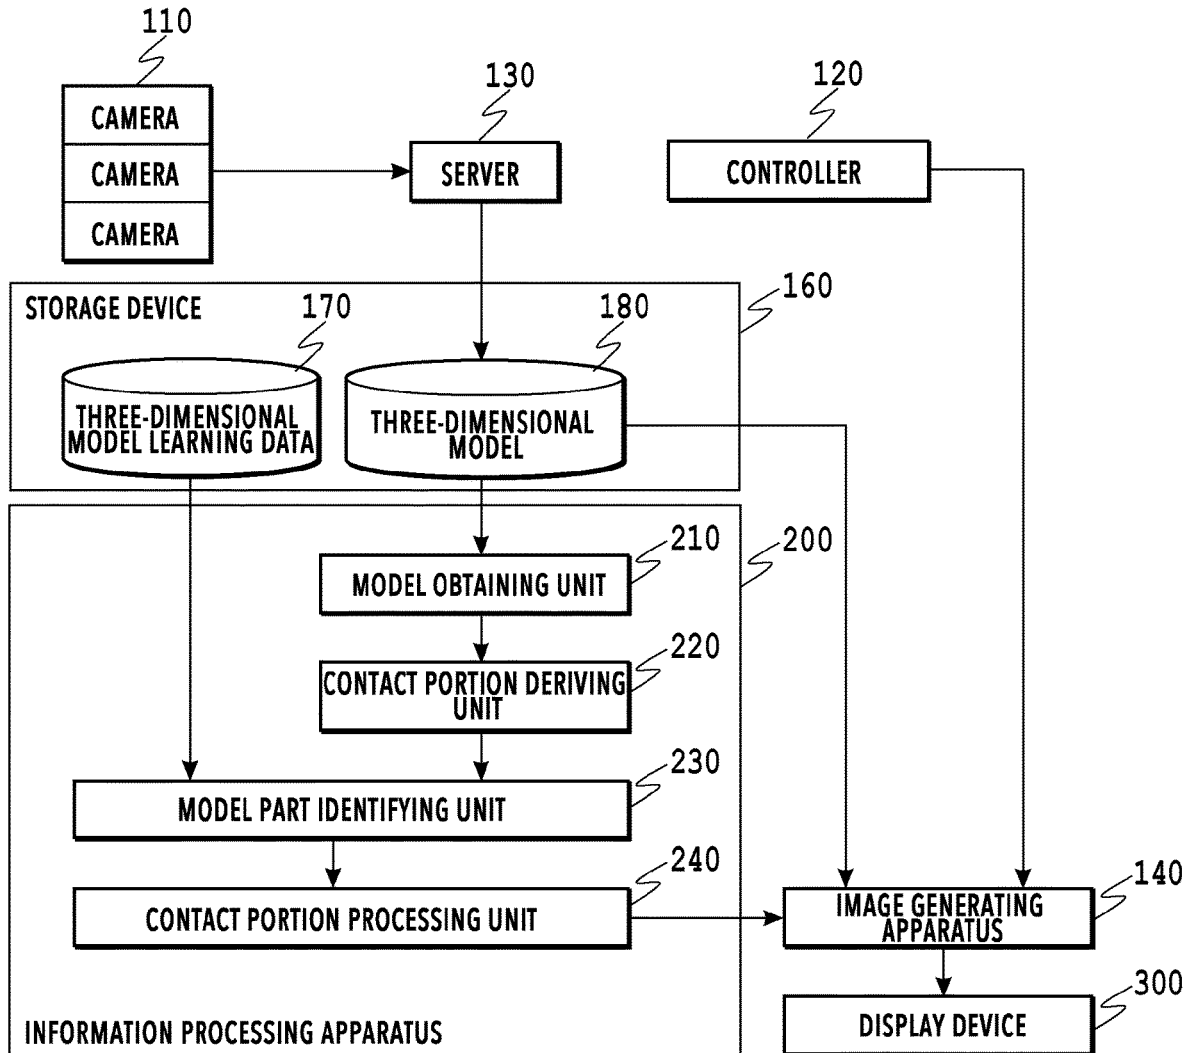 110
130
120
CAMERA
CAMERA
CAMERA
SERVER
CONTROLLER
STORAGE DEVICE
170
180
160
THREE-DIMENSIONAL
MODEL LEARNING DATA
THREE-DIMENSIONAL
MODEL
210
200
MODEL OBTAINING UNIT
220
CONTACT PORTION DERIVING
UNIT
230
MODEL PART IDENTIFYING UNIT
240
140
CONTACT PORTION PROCESSING UNIT
IMAGE GENERATING
APPARATUS
300
DISPLAY DEVICE
INFORMATION PROCESSING APPARATUS